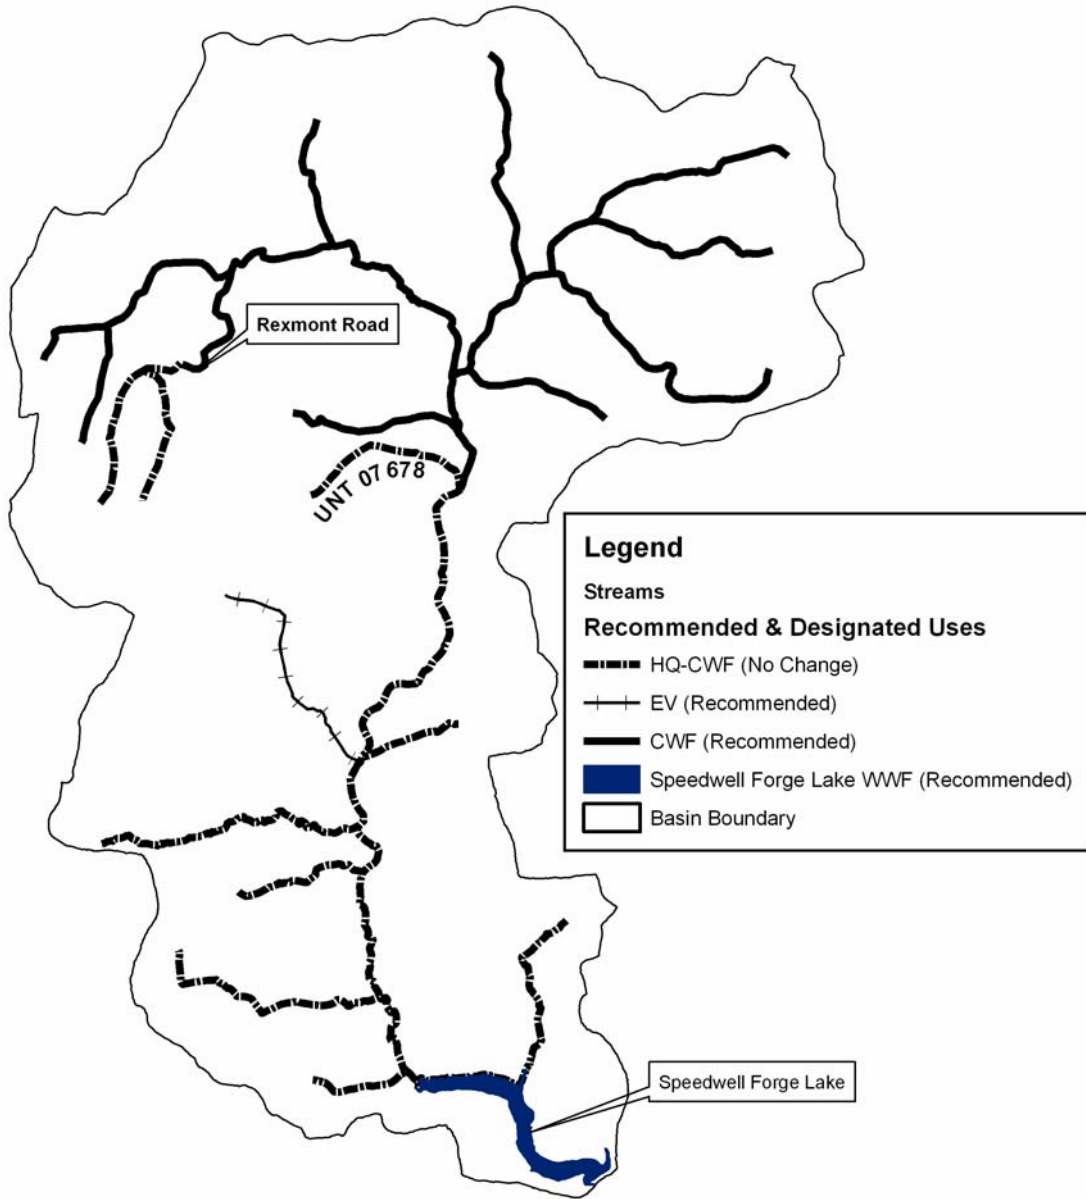 Rexmont Road
UNT 07678
Legend
Streams
Recommended & Designated Uses
HQ-CWF (No Change)
EV (Recommended)
CWF (Recommended)
Speedwell Forge Lake WWF (Recommended)
Basin Boundary
Speedwell Forge Lake